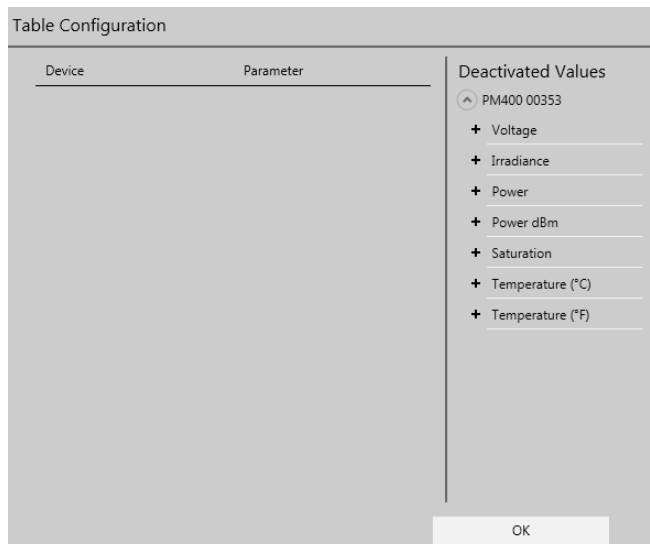 Table Configuration
Device Parameter
Deactivated Values
PM400 00353
+ Voltage
+ Irradiance
+ Power
+ Power dBm
+ Saturation
+ Temperature (°C)
+ Temperature (°F)
OK